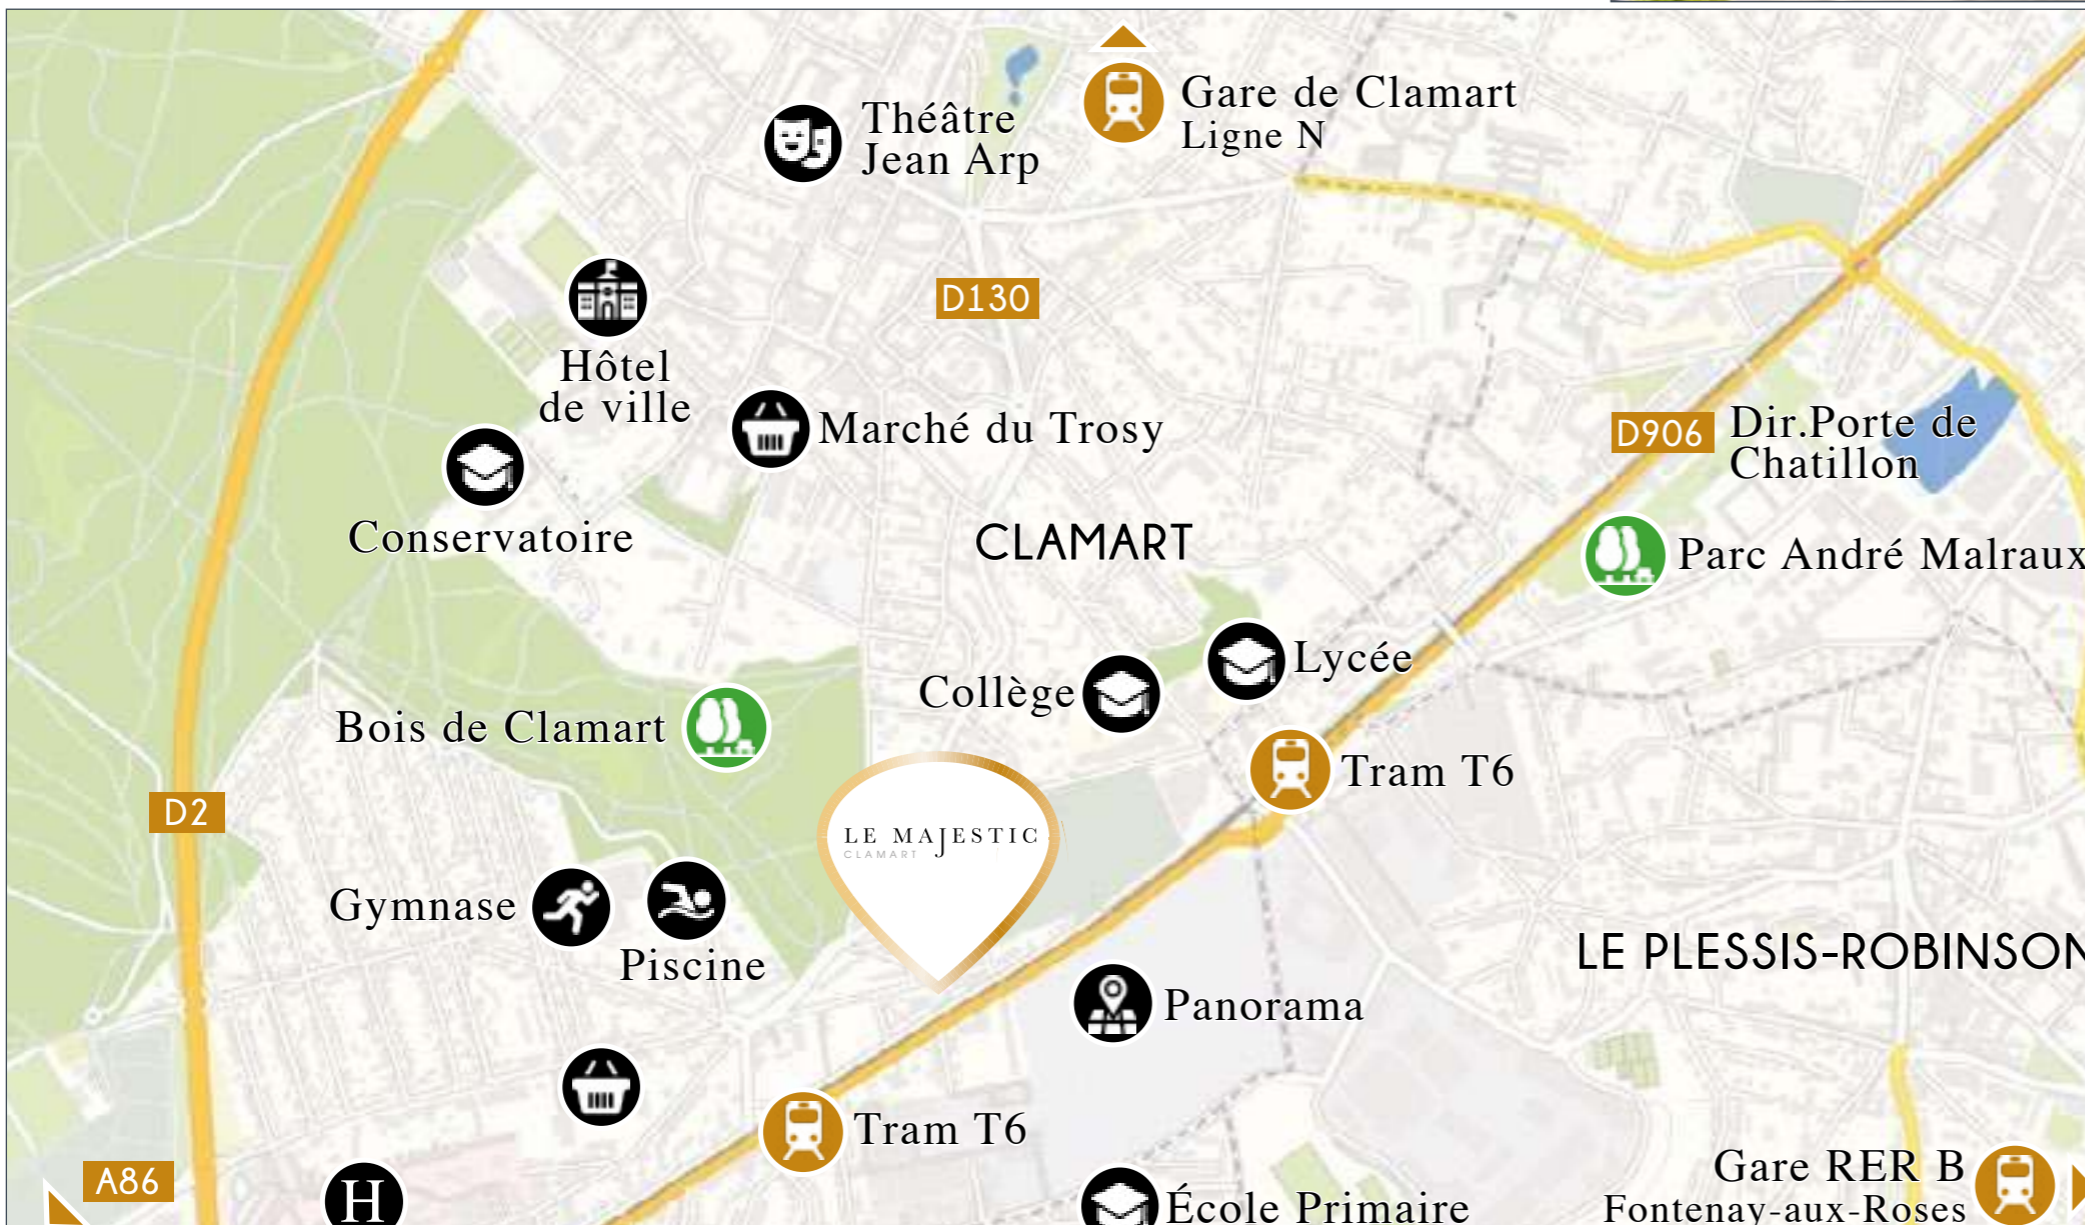 Gare de Clamart
Ligne N
Théâtre
Jean Arp
D130
Hôtel
de ville
Marché du Trosy
D906
Dir.Porte de
Chatillon
Conservatoire
CLAMART
Parc André Malraux
Lycée
Collège
Bois de Clamart
Tram T6
D2
LE MAJESTIC
CLAMART
Gymnase
Piscine
LE PLESSIS-ROBINSON
Panorama
Tram T6
A86
H
École Primaire
Gare RER B
Fontenay-aux-Roses